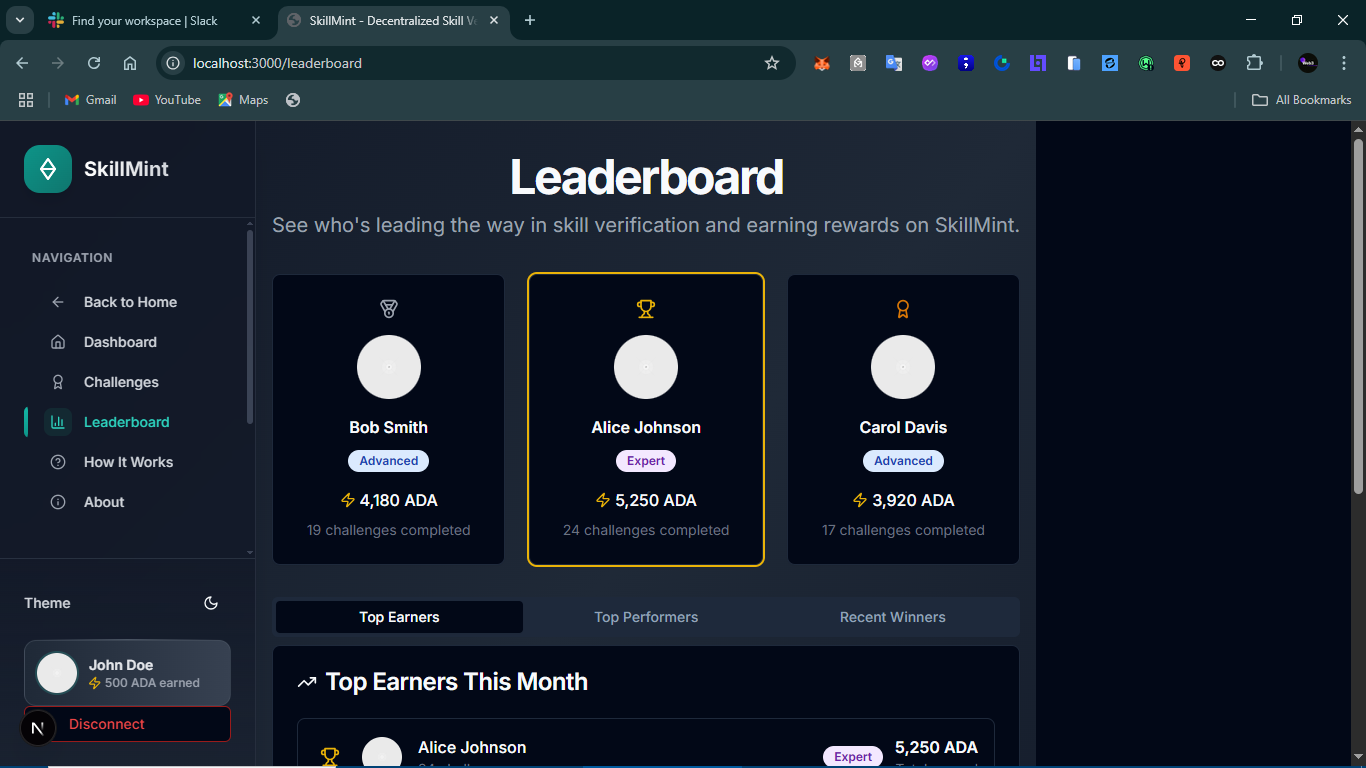 Find your workspace | Slack
SkillMint - Decentralized Skill Ve
localhost:3000/leaderboard
Gmail
YouTube
Maps
All Bookmarks
SkillMint
NAVIGATION
Back to Home
Dashboard
Challenges
Leaderboard
How It Works
About
Theme
John Doe
500 ADA earned
N
Disconnect
Leaderboard
See who's leading the way in skill verification and earning rewards on SkillMint.
Bob Smith
Advanced
4,180 ADA
19 challenges completed
Alice Johnson
Expert
5,250 ADA
24 challenges completed
Carol Davis
Advanced
3,920 ADA
17 challenges completed
Top Earners
Top Performers
Recent Winners
Top Earners This Month
Alice Johnson
Expert
5,250 ADA